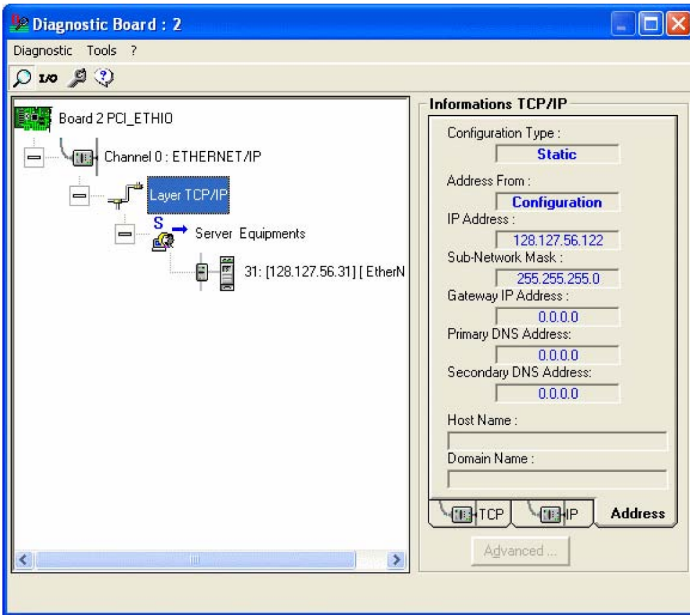 Diagnostic Board : 2
Diagnostic Tools ?
I/O
Board 2 PCI_ETHIO
Channel 0 : ETHERNET/IP
Layer TCP/IP
S
Server Equipments
31: [128.127.56.31] [ EtherN
Informations TCP/IP
Configuration Type :
Static
Address From :
Configuration
IP Address :
128.127.56.122
Sub-Network Mask :
255.255.255.0
Gateway IP Address :
0.0.0.0
Primary DNS Address:
0.0.0.0
Secondary DNS Address:
0.0.0.0
Host Name :
Domain Name :
TCP IP Address
Advanced ...